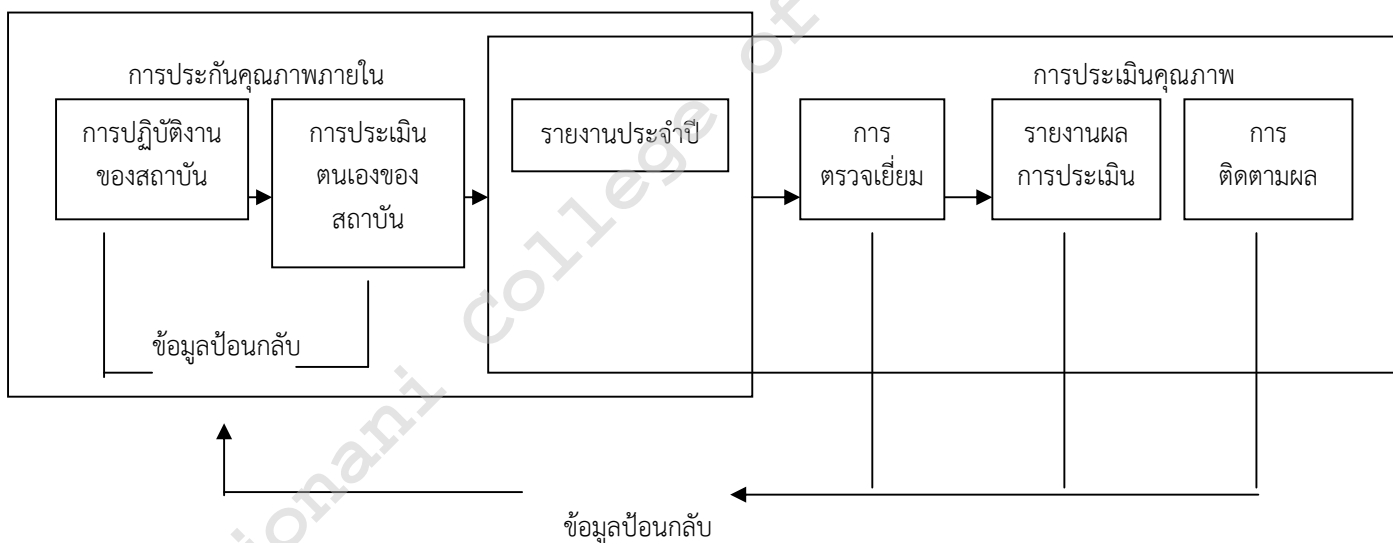 การประกันคุณภาพภายใน
การประเมินคุณภาพ
การปฏิบัติงาน
ของสถาบัน
การประเมิน
ตนเองของ
สถาบัน
รายงานประจำปี
การ
ตรวจเยี่ยม
รายงานผล
การประเมิน
การ
ติดตามผล
ข้อมูลป้อนกลับ
ข้อมูลป้อนกลับ
College of